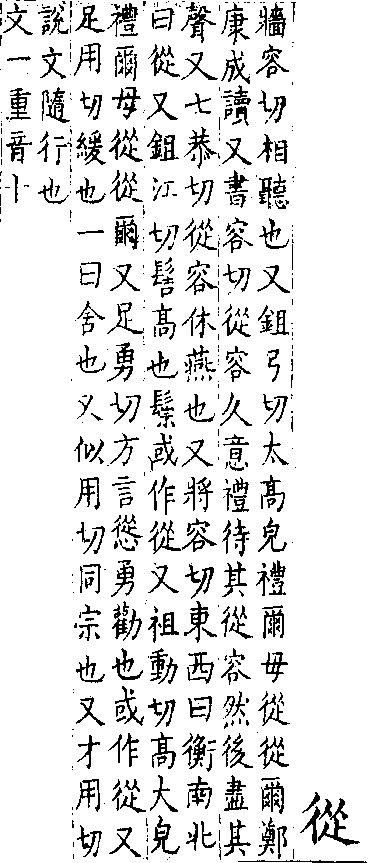 從
牆容切相聽也又鉏弓切太高皃禮爾毋從從爾鄭
康成讀又書容切從容久意禮待其從容然後盡其
聲又七恭切從容休燕也又將容切東西曰衡南北
曰從又鉏江切髻高也鬃或作從又祖動切高大皃
禮爾毋從從爾又足勇切方言慫勇勸也或作從又
足用切緩也一曰舍也又似用切同宗也又才用切
說文隨行也
文一重音十